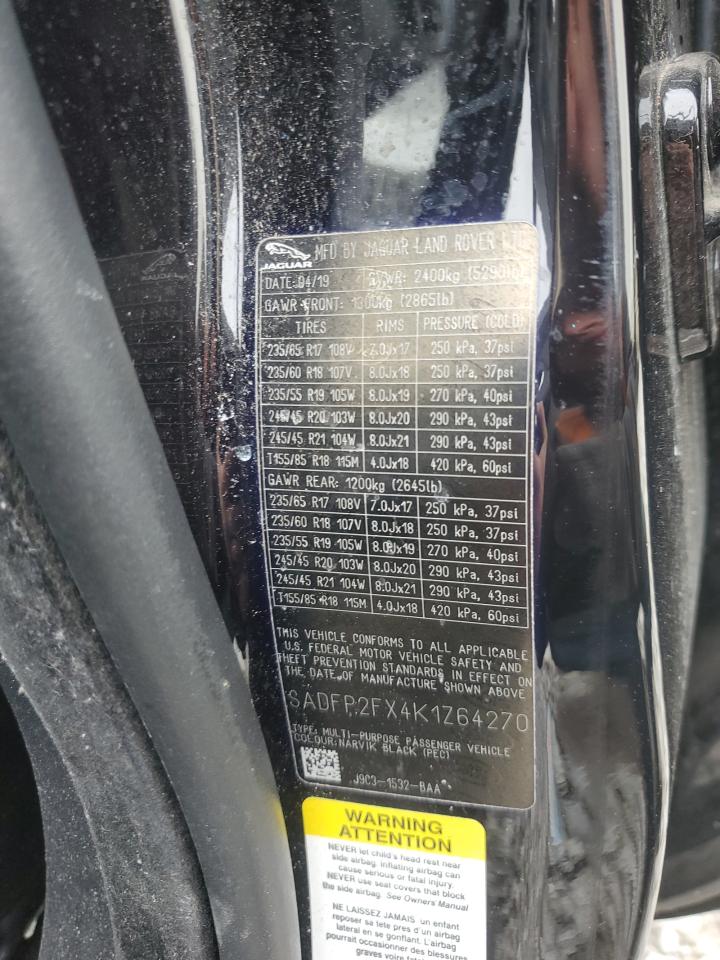 JAGUAR
MFD BY JAGUAR LAND ROVER LTD
DATE: 04/19 GVWR: 2400kg (5290lb)
GAWR FRONT: 1300kg (2865lb)
TIRES RIMS PRESSURE (COLD)
235/65 R17 108V 7.0Jx17 250 kPa, 37psi
235/60 R18 107V 8.0Jx18 250 kPa, 37psi
235/55 R19 105W 8.0Jx19 270 kPa, 40psi
245/45 R20 103W 8.0Jx20 290 kPa, 43psi
245/45 R21 104W 8.0Jx21 290 kPa, 43psi
T155/85 R18 115M 4.0Jx18 420 kPa, 60psi
GAWR REAR: 1200kg (2645lb)
235/65 R17 108V 7.0Jx17 250 kPa, 37psi
235/60 R18 107V 8.0Jx18 250 kPa, 37psi
235/55 R19 105W 8.0Jx19 270 kPa, 40psi
245/45 R20 103W 8.0Jx20 290 kPa, 43psi
245/45 R21 104W 8.0Jx21 290 kPa, 43psi
T155/85 R18 115M 4.0Jx18 420 kPa, 60psi
THIS VEHICLE CONFORMS TO ALL APPLICABLE
U.S. FEDERAL MOTOR VEHICLE SAFETY AND
THEFT PREVENTION STANDARDS IN EFFECT ON
THE DATE OF MANUFACTURE SHOWN ABOVE
SADFP2FX4K1Z64270
TYPE: MULTI-PURPOSE PASSENGER VEHICLE
COLOUR: NARVIK BLACK (PEC)
J9C3-1532-BAA
WARNING
ATTENTION
NEVER let child's head rest near
side airbag. Inflating airbag can
cause serious or fatal injury.
NEVER use seat covers that block
the side airbag. See Owners' Manual
NE LAISSEZ JAMAIS un enfant
reposer sa tete pres d'un airbag
lateral en se gonflant. L'airbag
pourrait occasionner des blessures
graves voire